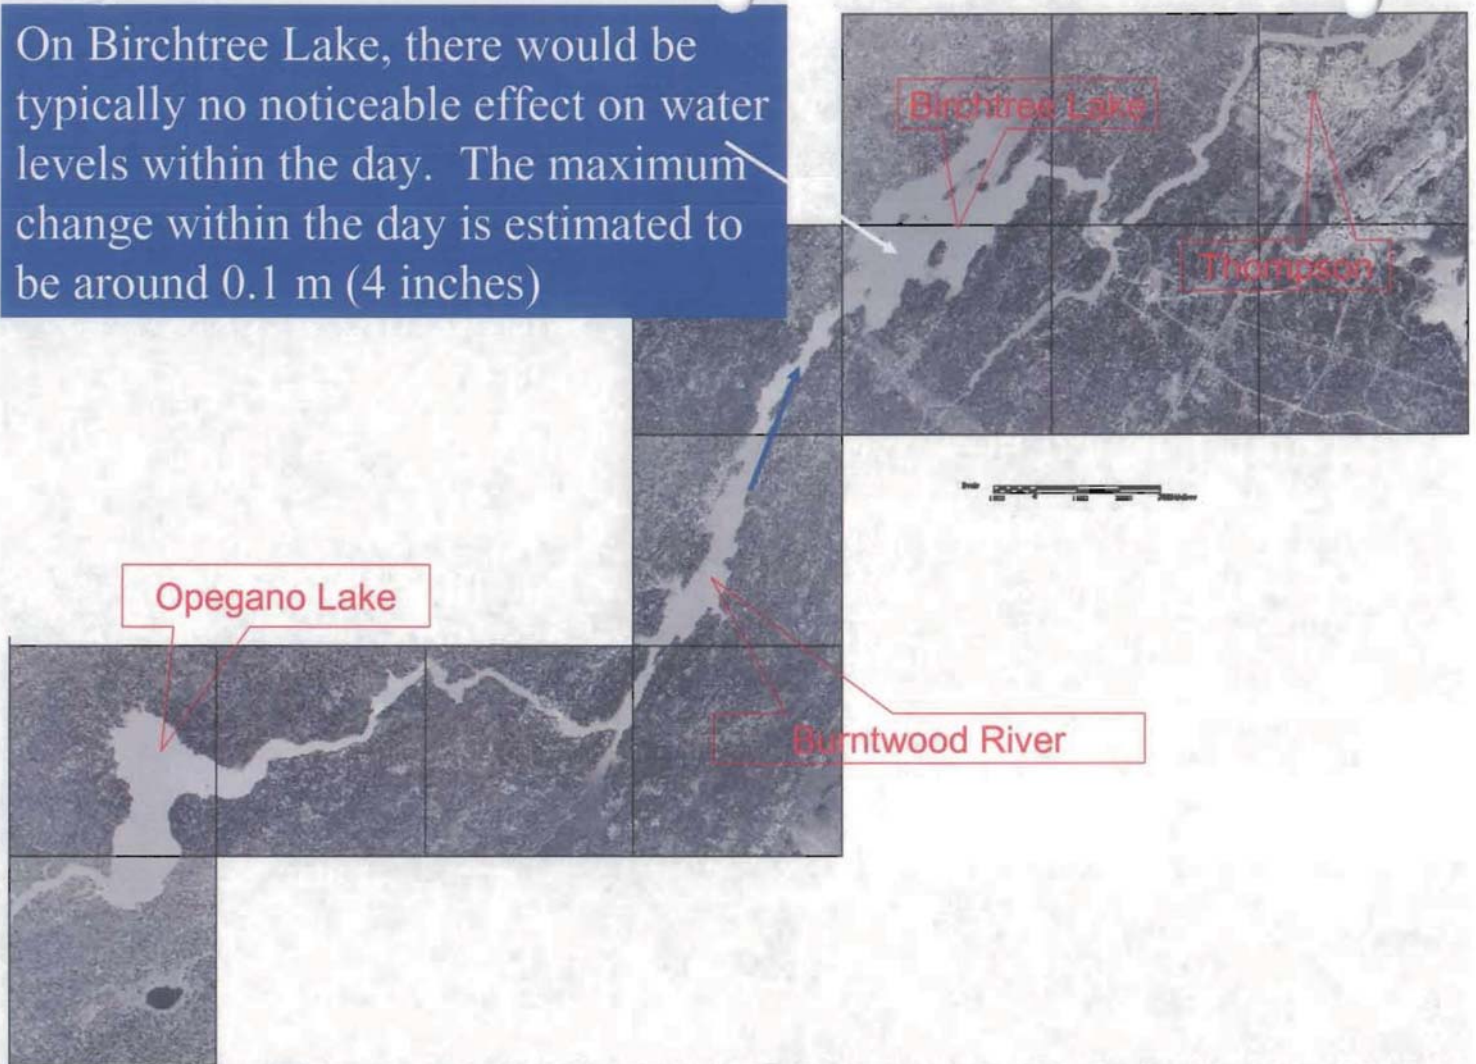 On Birchtree Lake, there would be
typically no noticeable effect on water
levels within the day. The maximum
change within the day is estimated to
be around 0.1 m (4 inches)
Birchtree Lake
Thompson
Opegano Lake
Burntwood River